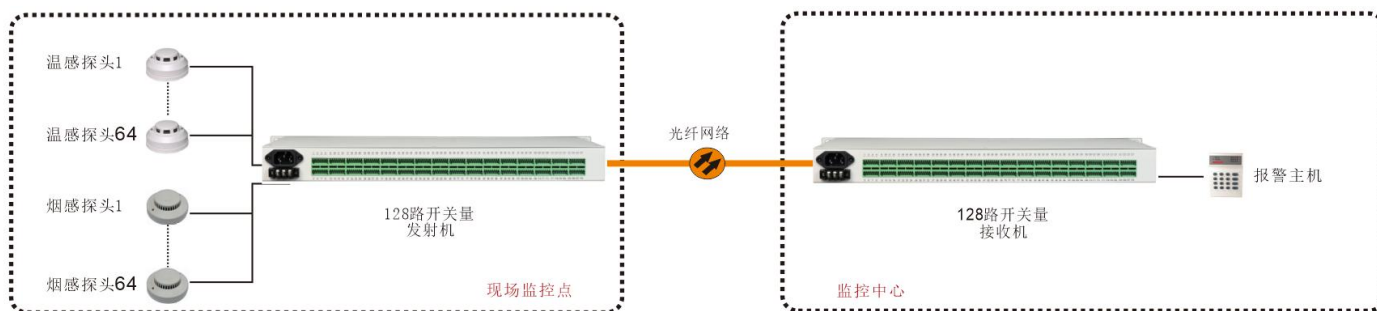 温感探头1
温感探头64
烟感探头1
烟感探头64
128路开关量
发射机
现场监控点
光纤网络
128路开关量
接收机
监控中心
报警主机